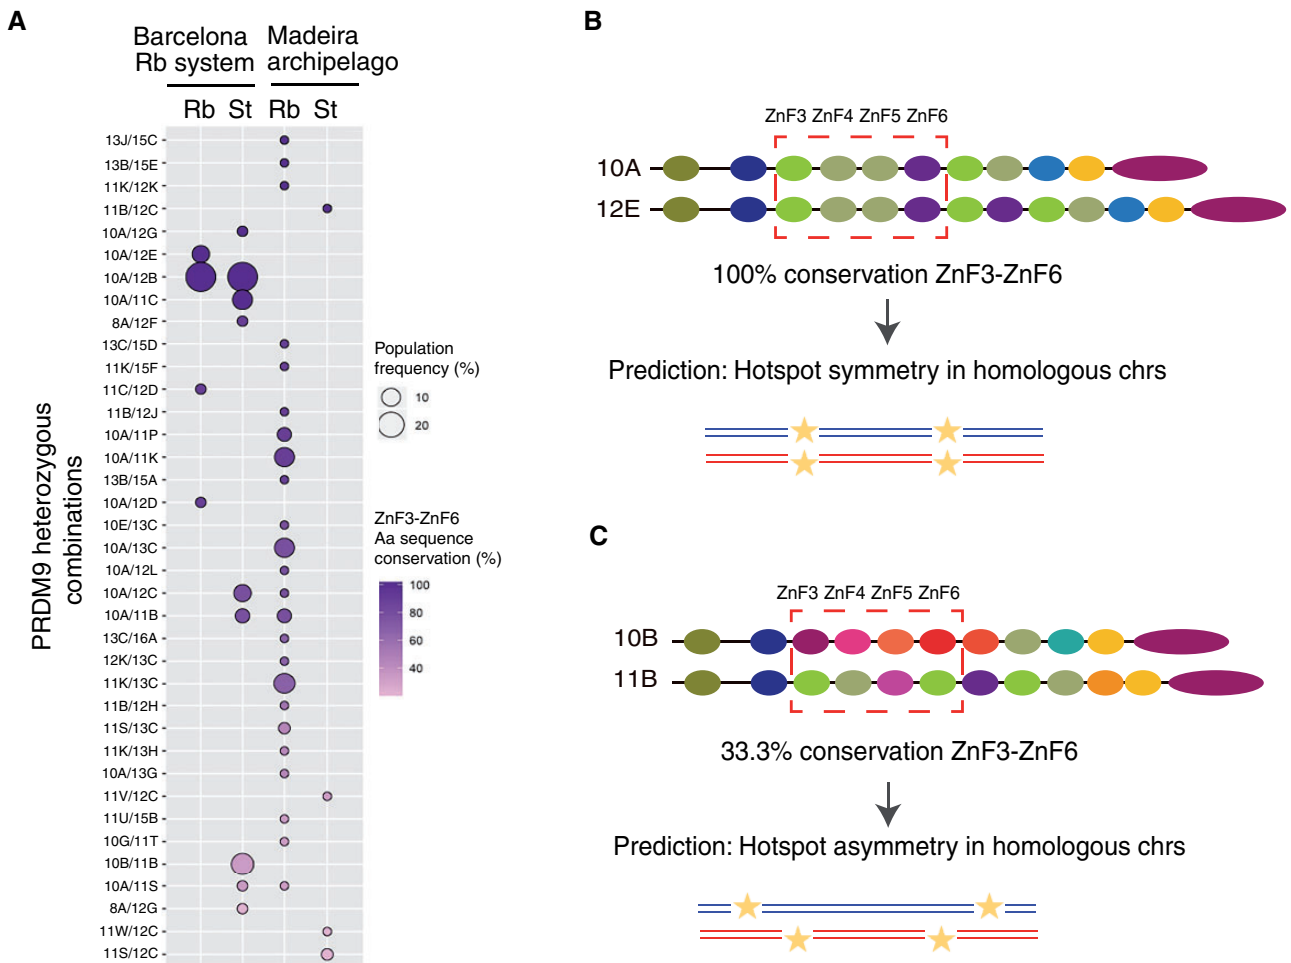 A
Barcelona
Rb system
Madeira
archipelago
Rb St Rb St
PRDM9 heterozygous
combinations
13J/15C
13B/15E
11K/12K
11B/12C
10A/12G
10A/12E
10A/12B
10A/11C
8A/12F
13C/15D
11K/15F
11C/12D
11B/12J
10A/11P
10A/11K
13B/15A
10A/12D
10E/13C
10A/13C
10A/12L
10A/12C
10A/11B
13C/16A
12K/13C
11K/13C
11B/12H
11S/13C
11K/13H
10A/13G
11V/12C
11U/15B
10G/11T
10B/11B
10A/11S
8A/12G
11W/12C
11S/12C
Population
frequency (%)
10
20
ZnF3-ZnF6
Aa sequence
conservation (%)
100
80
60
40
B
ZnF3 ZnF4 ZnF5 ZnF6
10A
12E
100% conservation ZnF3-ZnF6
Prediction: Hotspot symmetry in homologous chrs
C
ZnF3 ZnF4 ZnF5 ZnF6
10B
11B
33.3% conservation ZnF3-ZnF6
Prediction: Hotspot asymmetry in homologous chrs